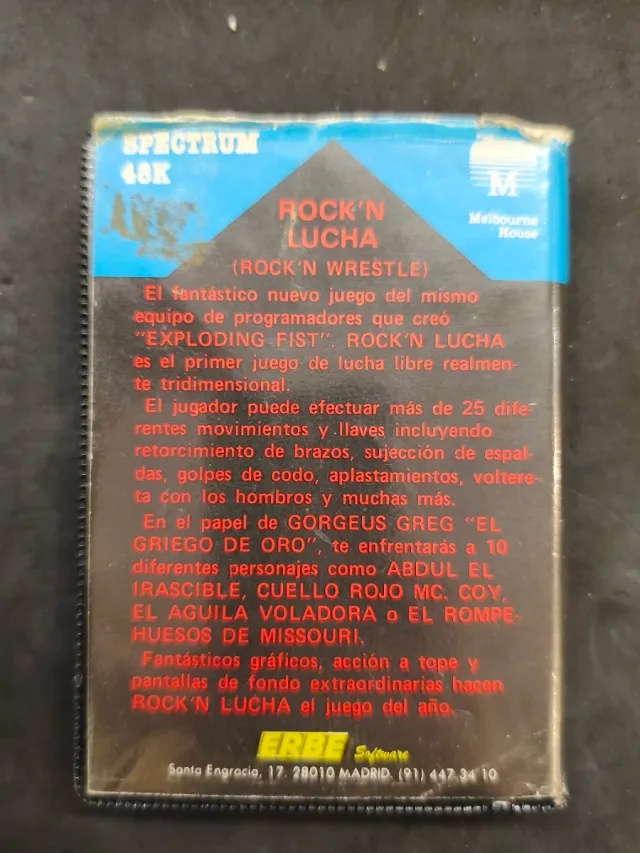 SPECTRUM
48K
M
Melbourne
House
ROCK'N
LUCHA
(ROCK'N WRESTLE)
El fantástico nuevo juego del mismo
equipo de programadores que creó
"EXPLODING FIST". ROCK'N LUCHA
es el primer juego de lucha libre realmen-
te tridimensional.
El jugador puede efectuar más de 25 dife-
rentes movimientos y llaves incluyendo
retorcimiento de brazos, sujección de espal-
das, golpes de codo, aplastamientos, voltere-
ta con los hombros y muchas más.
En el papel de GORGEUS GREG "EL
GRIEGO DE ORO", te enfrentarás a 10
diferentes personajes como ABDUL EL
IRASCIBLE, CUELLO ROJO MC. COY,
EL AGUILA VOLADORA o EL ROMPE-
HUESOS DE MISSOURI.
Fantásticos gráficos, acción a tope y
pantallas de fondo extraordinarias hacen
ROCK'N LUCHA el juego del año.
ERBE Software
Santa Engracia, 17. 28010 MADRID. (91) 447 34 10